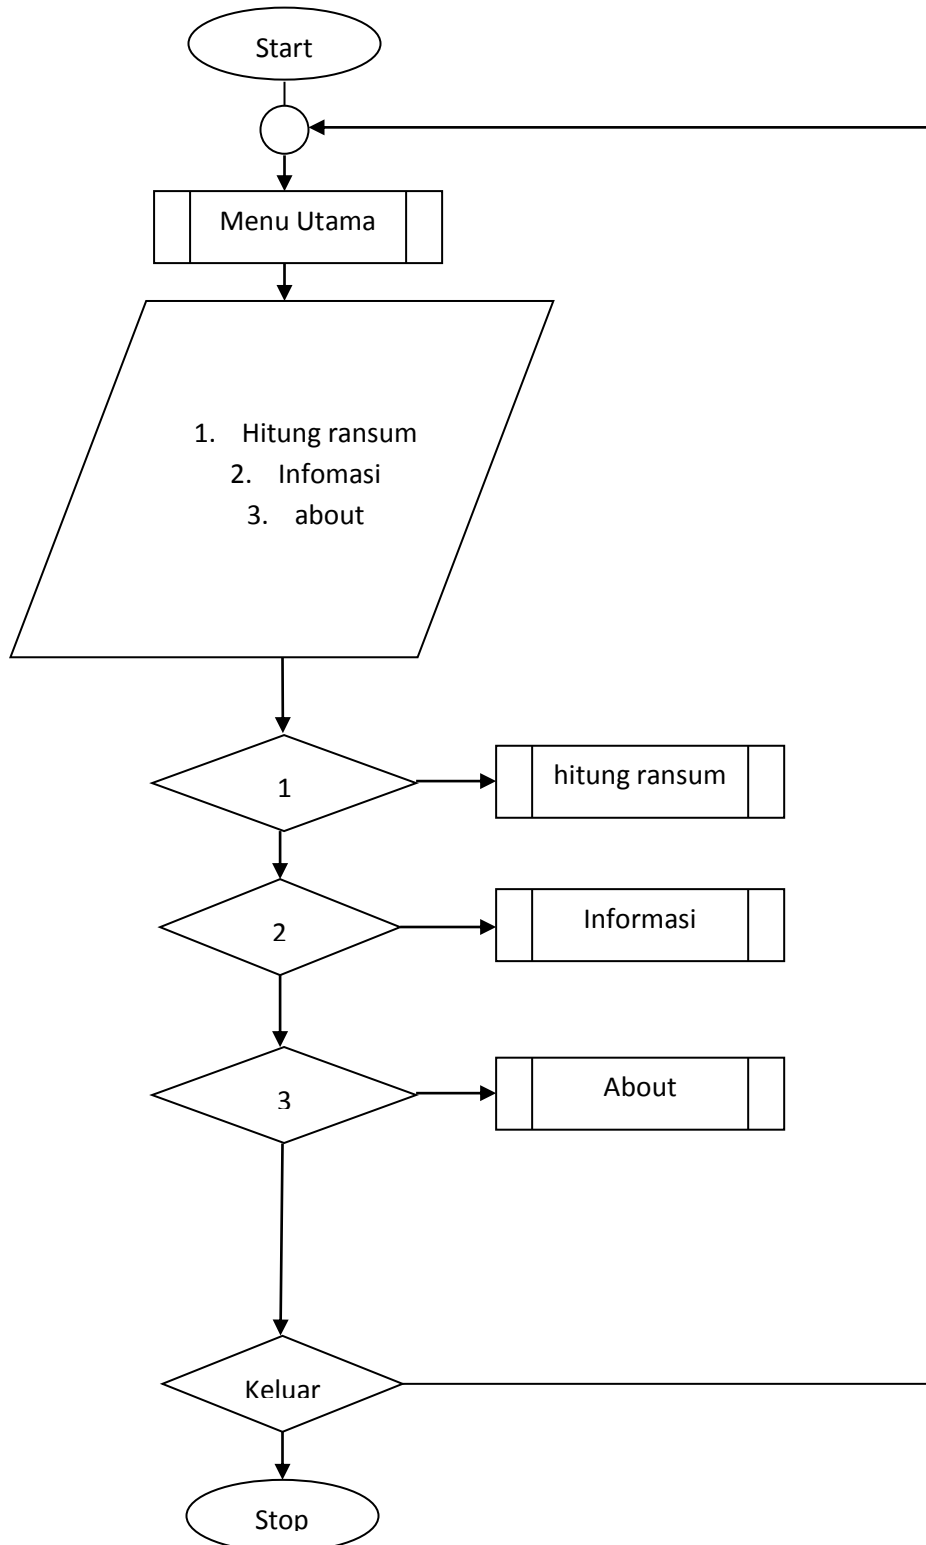 Start
Menu Utama
1. Hitung ransum
2. Infomasi
3. about
1
hitung ransum
2
Informasi
3
About
Keluar
Stop